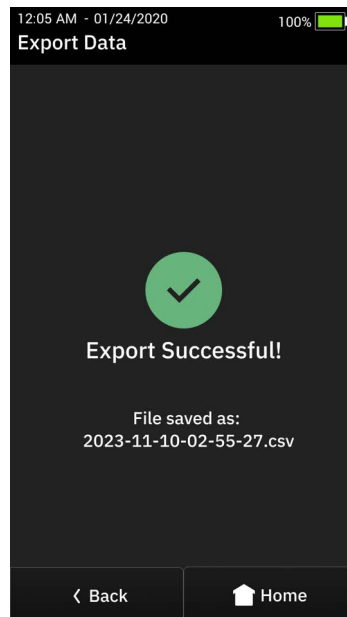 12:05 AM - 01/24/2020 100%
Export Data
Export Successful!
File saved as:
2023-11-10-02-55-27.csv
Back Home